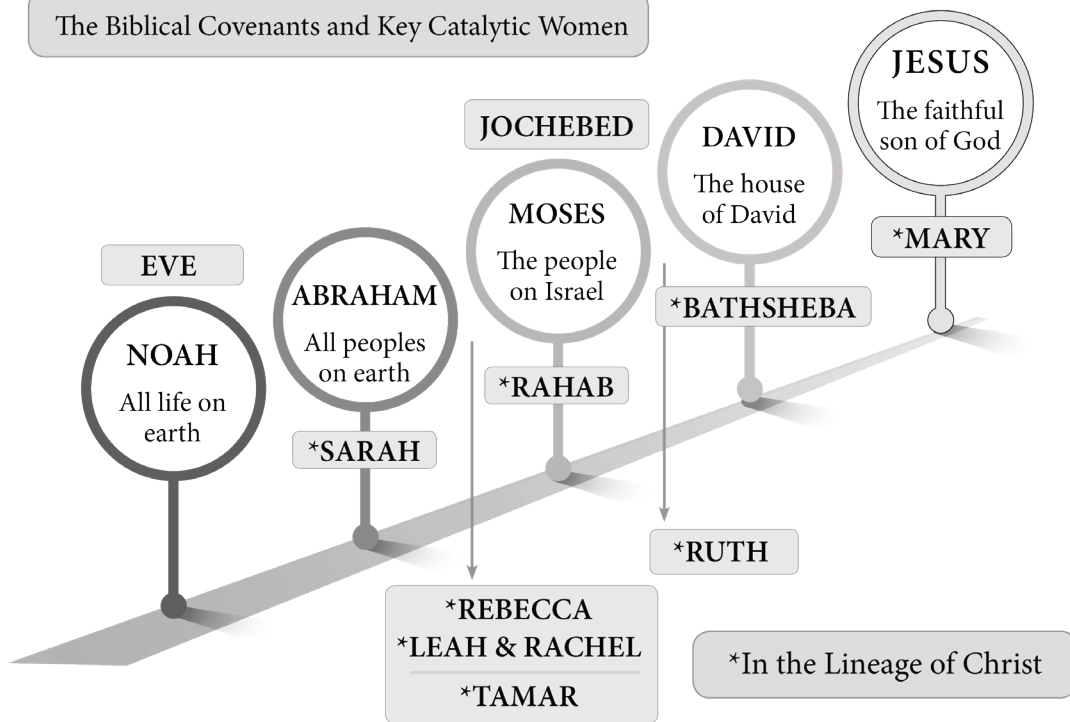 The Biblical Covenants and Key Catalytic Women
EVE
NOAH
All life on
earth
ABRAHAM
All peoples
on earth
*SARAH
*REBECCA
*LEAH & RACHEL
*TAMAR
JOCHEBED
MOSES
The people
on Israel
*RAHAB
*RUTH
DAVID
The house
of David
*BATHSHEBA
JESUS
The faithful
son of God
*MARY
*In the Lineage of Christ